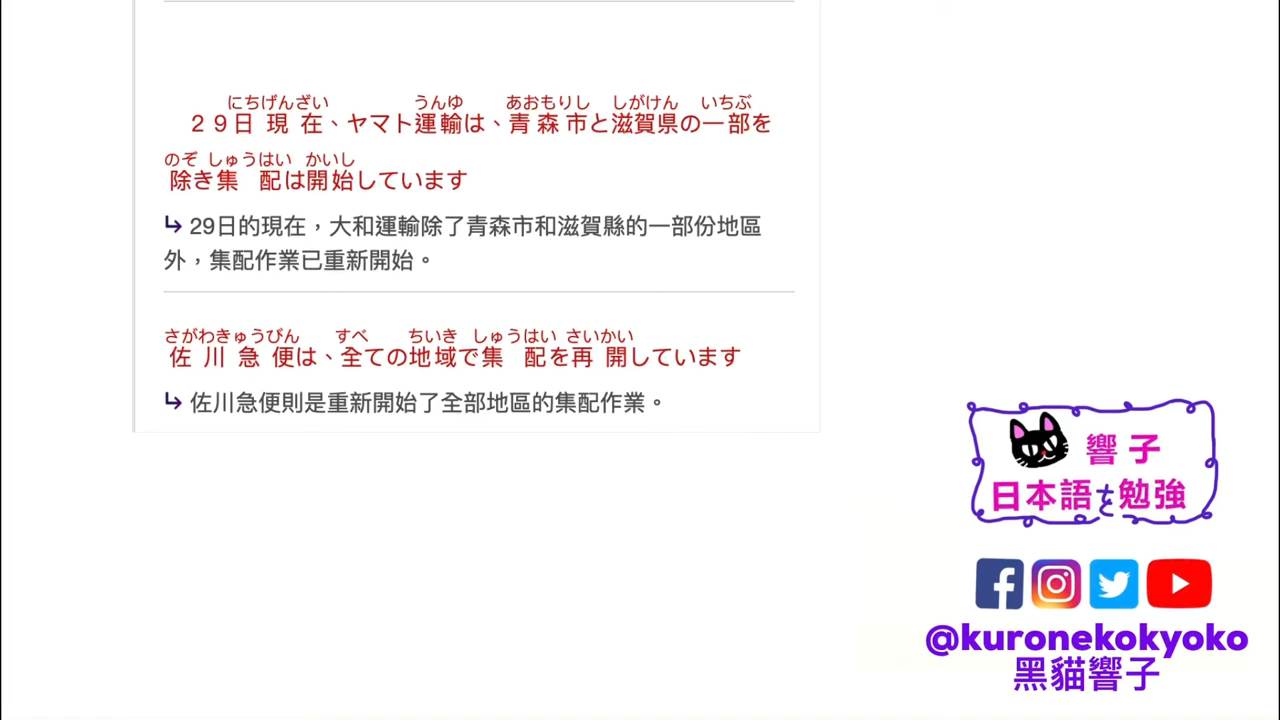 にちげんざい うんゆ あおもりし しがけん いちぶ
２９日現在、ヤマト運輸は、青森市と滋賀県の一部を
のぞ しゅうはい かいし
除き集配は開始しています
↳ 29日的現在，大和運輸除了青森市和滋賀縣的一部份地區
外，集配作業已重新開始。
さがわきゅうびん すべ ちいき しゅうはい さいかい
佐川急便は、全ての地域で集配を再開しています
↳ 佐川急便則是重新開始了全部地區的集配作業。
響子
日本語を勉強
@kuronekokyoko
黑貓響子